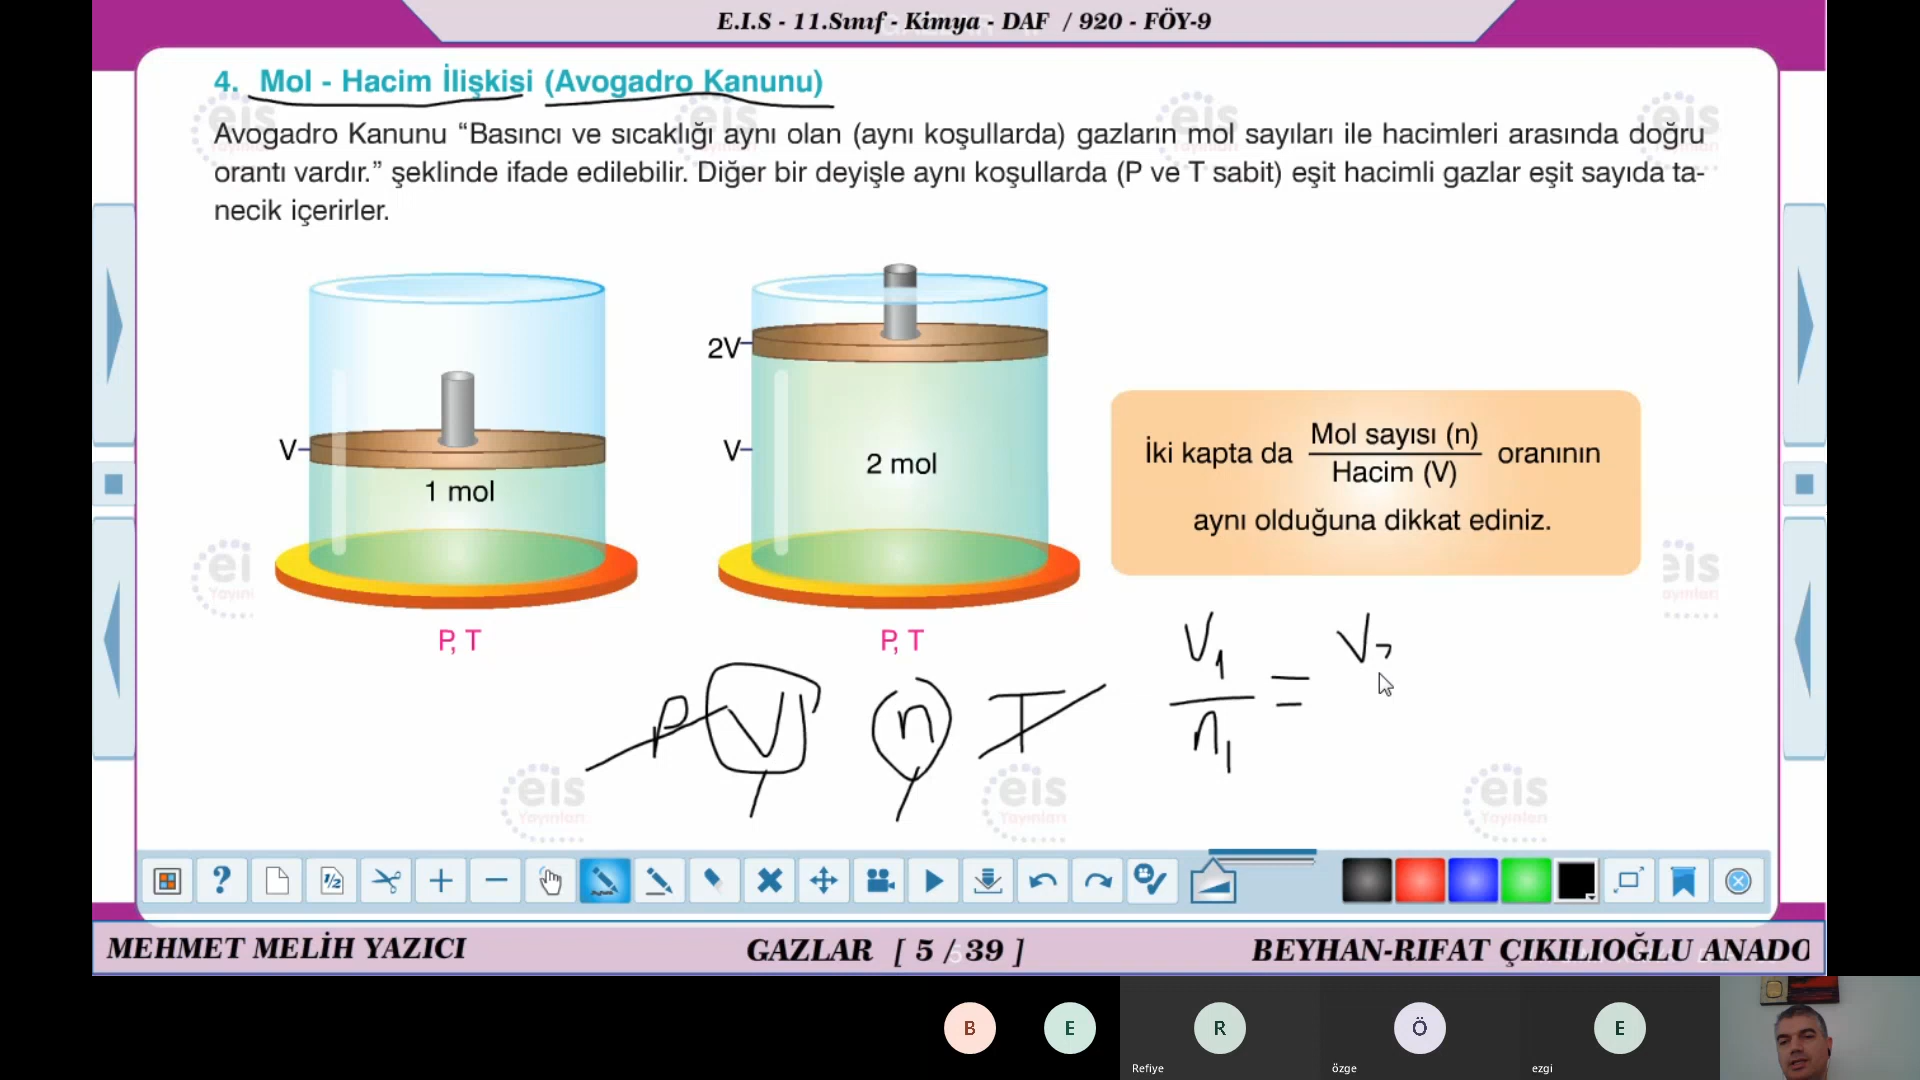 E.I.S - 11.Sınıf - Kimya - DAF / 920 - FÖY-9
4. Mol - Hacim İlişkisi (Avogadro Kanunu)
Avogadro Kanunu “Basıncı ve sıcaklığı aynı olan (aynı koşullarda) gazların mol sayıları ile hacimleri arasında doğru
orantı vardır.” şeklinde ifade edilebilir. Diğer bir deyişle aynı koşullarda (P ve T sabit) eşit hacimli gazlar eşit sayıda ta-
necik içerirler.
2V
V
1 mol
V
2 mol
İki kapta da Mol sayısı (n) / Hacim (V) oranının
aynı olduğuna dikkat ediniz.
P, T
P, T
P V n T
V1 / n1 = V2
eis
Yayınları
MEHMET MELİH YAZICI
GAZLAR [ 5 / 39 ]
BEYHAN-RIFAT ÇIKILIOĞLU ANADO
B
E
R
Ö
E
Refiye
özge
ezgi